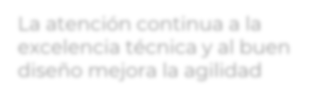 La atención continua a la
excelencia técnica y al buen
diseño mejora la agilidad